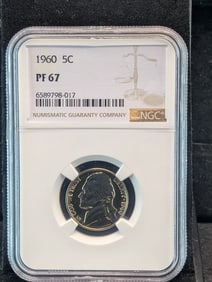 1960 5C
PF 67
6589798-017
NUMISMATIC GUARANTY COMPANY
NGC